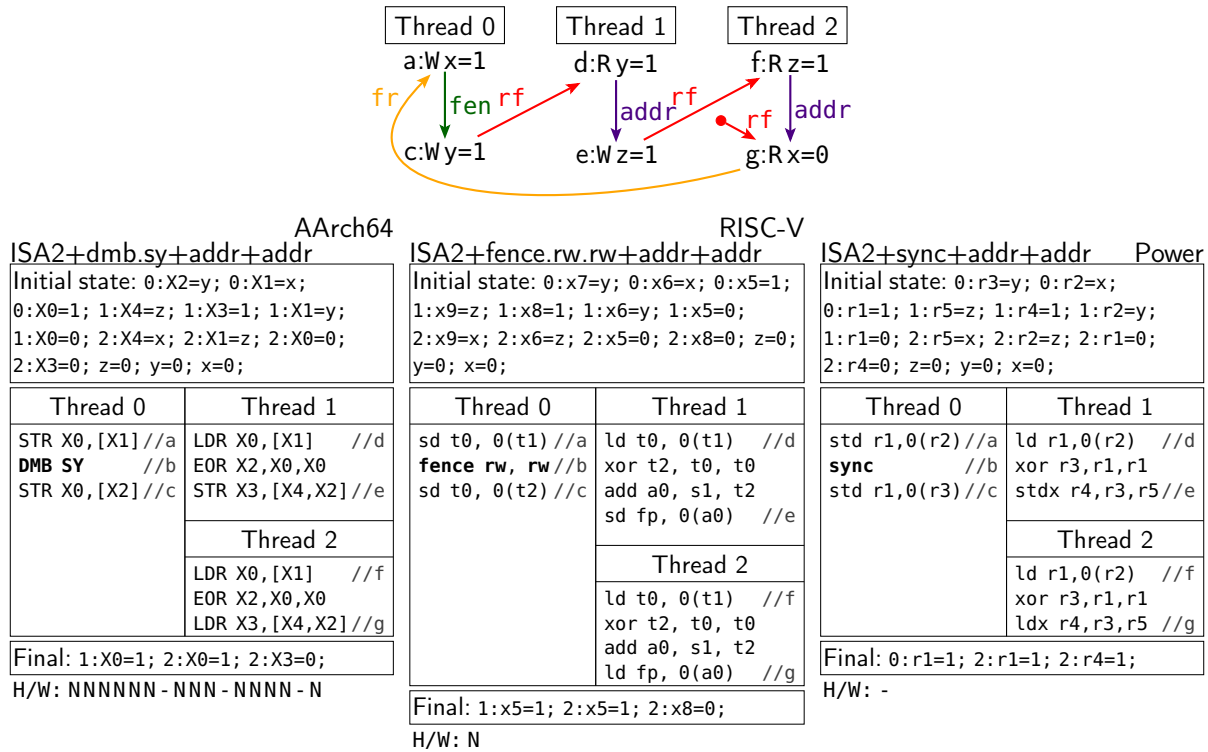 Thread 0
Thread 1
Thread 2
a:W x=1
d:R y=1
f:R z=1
fr
fen
rf
addr
rf
rf
addr
c:W y=1
e:W z=1
g:R x=0
AArch64
ISA2+dmb.sy+addr+addr
Initial state: 0:X2=y; 0:X1=x;
0:X0=1; 1:X4=z; 1:X3=1; 1:X1=y;
1:X0=0; 2:X4=x; 2:X1=z; 2:X0=0;
2:X3=0; z=0; y=0; x=0;
Thread 0
STR X0,[X1]//a
DMB SY //b
STR X0,[X2]//c
Thread 1
LDR X0,[X1] //d
EOR X2,X0,X0
STR X3,[X4,X2]//e
Thread 2
LDR X0,[X1] //f
EOR X2,X0,X0
LDR X3,[X4,X2]//g
Final: 1:X0=1; 2:X0=1; 2:X3=0;
H/W: NNNNNN-NNN-NNNN-N
RISC-V
ISA2+fence.rw.rw+addr+addr
Initial state: 0:x7=y; 0:x6=x; 0:x5=1;
1:x9=z; 1:x8=1; 1:x6=y; 1:x5=0;
2:x9=x; 2:x6=z; 2:x5=0; 2:x8=0; z=0;
y=0; x=0;
Thread 0
sd t0, 0(t1)//a
fence rw, rw//b
sd t0, 0(t2)//c
Thread 1
ld t0, 0(t1) //d
xor t2, t0, t0
add a0, s1, t2
sd fp, 0(a0) //e
Thread 2
ld t0, 0(t1) //f
xor t2, t0, t0
add a0, s1, t2
ld fp, 0(a0) //g
Final: 1:x5=1; 2:x5=1; 2:x8=0;
H/W: N
ISA2+sync+addr+addr Power
Initial state: 0:r3=y; 0:r2=x;
0:r1=1; 1:r5=z; 1:r4=1; 1:r2=y;
1:r1=0; 2:r5=x; 2:r2=z; 2:r1=0;
2:r4=0; z=0; y=0; x=0;
Thread 0
std r1,0(r2)//a
sync //b
std r1,0(r3)//c
Thread 1
ld r1,0(r2) //d
xor r3,r1,r1
stdx r4,r3,r5//e
Thread 2
ld r1,0(r2) //f
xor r3,r1,r1
ldx r4,r3,r5 //g
Final: 0:r1=1; 2:r1=1; 2:r4=1;
H/W: -